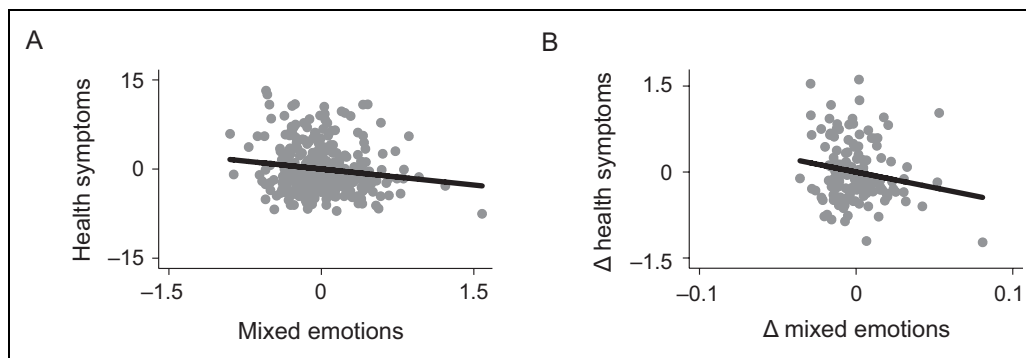 A
Health symptoms
15
0
–15
–1.5
0
1.5
Mixed emotions
B
Δ health symptoms
1.5
0
–1.5
–0.1
0
0.1
Δ mixed emotions